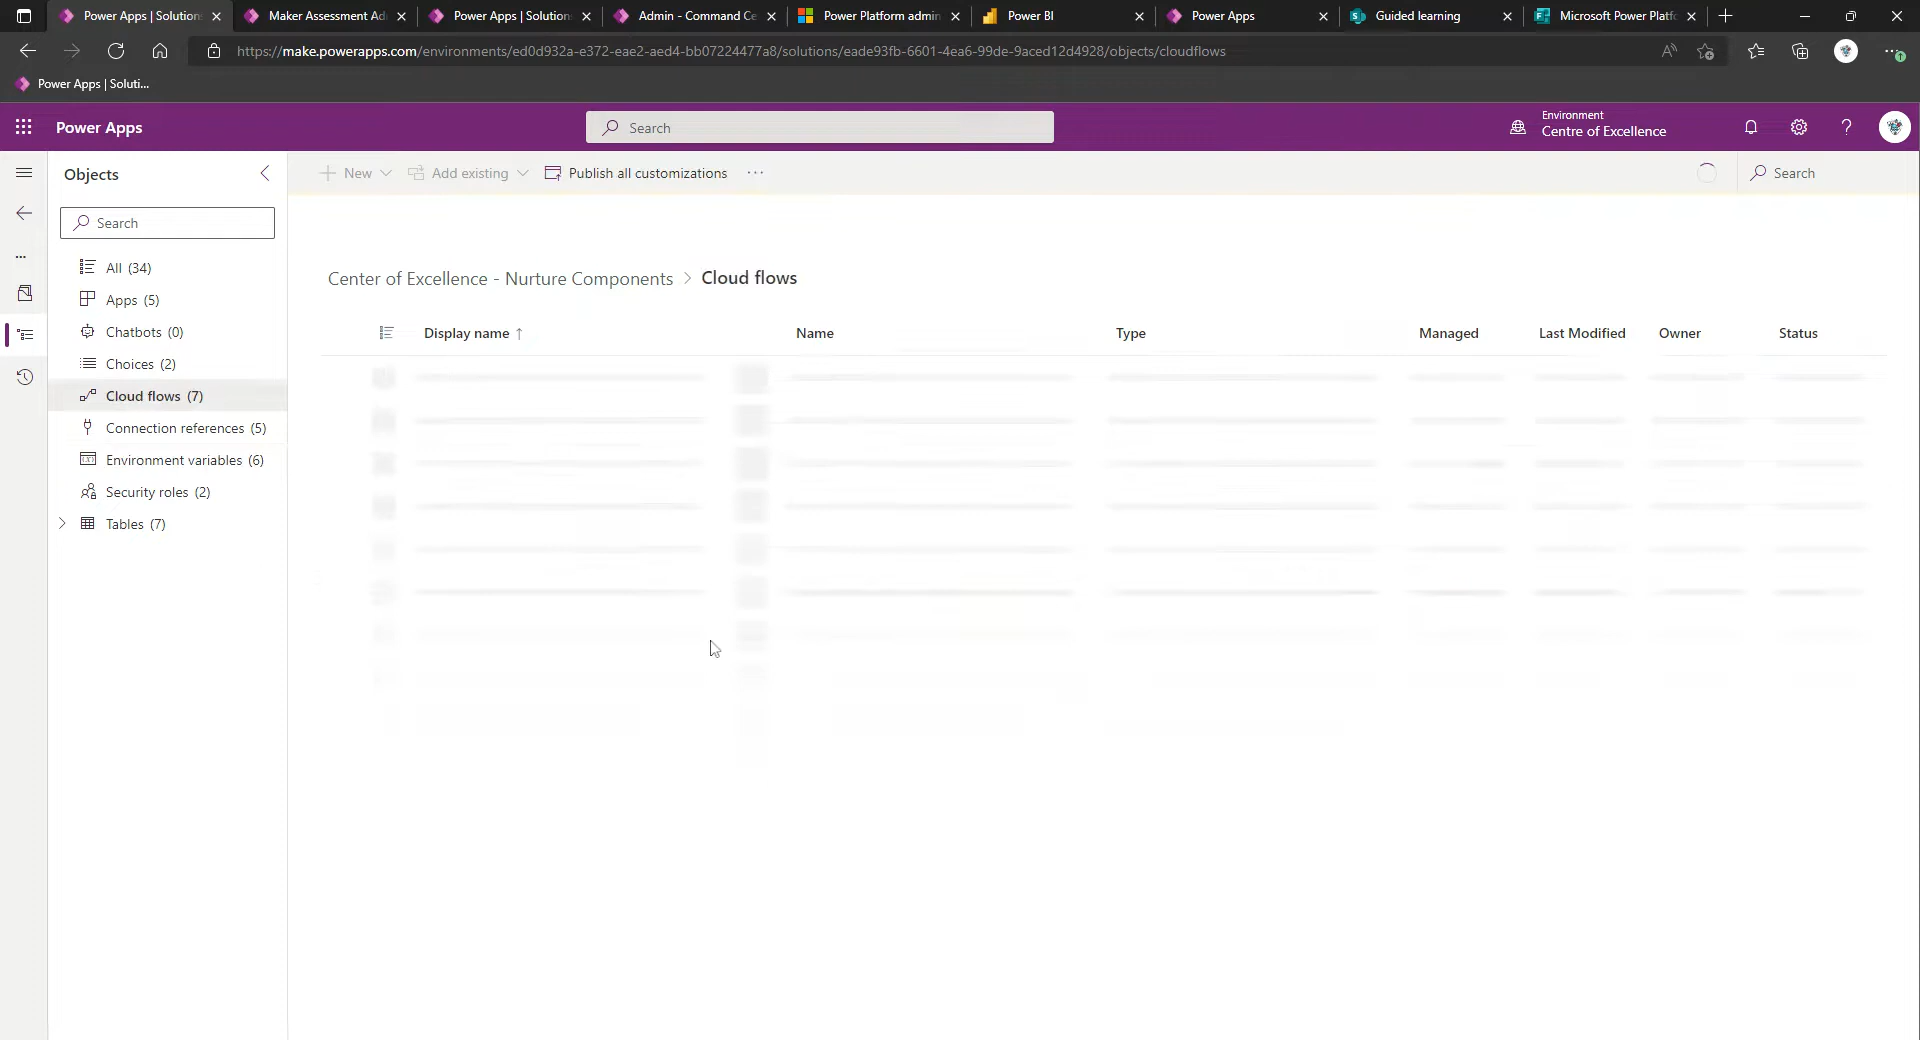 Power Apps | Solution
Maker Assessment Ad
Power Apps | Solution
Admin - Command Ce
Power Platform admin
Power BI
Power Apps
Guided learning
Microsoft Power Platf
https://make.powerapps.com/environments/ed0d932a-e372-eae2-aed4-bb07224477a8/solutions/eade93fb-6601-4ea6-99de-9aced12d4928/objects/cloudflows
Power Apps | Soluti...
Power Apps
Search
Environment
Centre of Excellence
Objects
New
Add existing
Publish all customizations
Search
Search
All (34)
Apps (5)
Chatbots (0)
Choices (2)
Cloud flows (7)
Connection references (5)
Environment variables (6)
Security roles (2)
Tables (7)
Center of Excellence - Nurture Components > Cloud flows
Display name ↑
Name
Type
Managed
Last Modified
Owner
Status